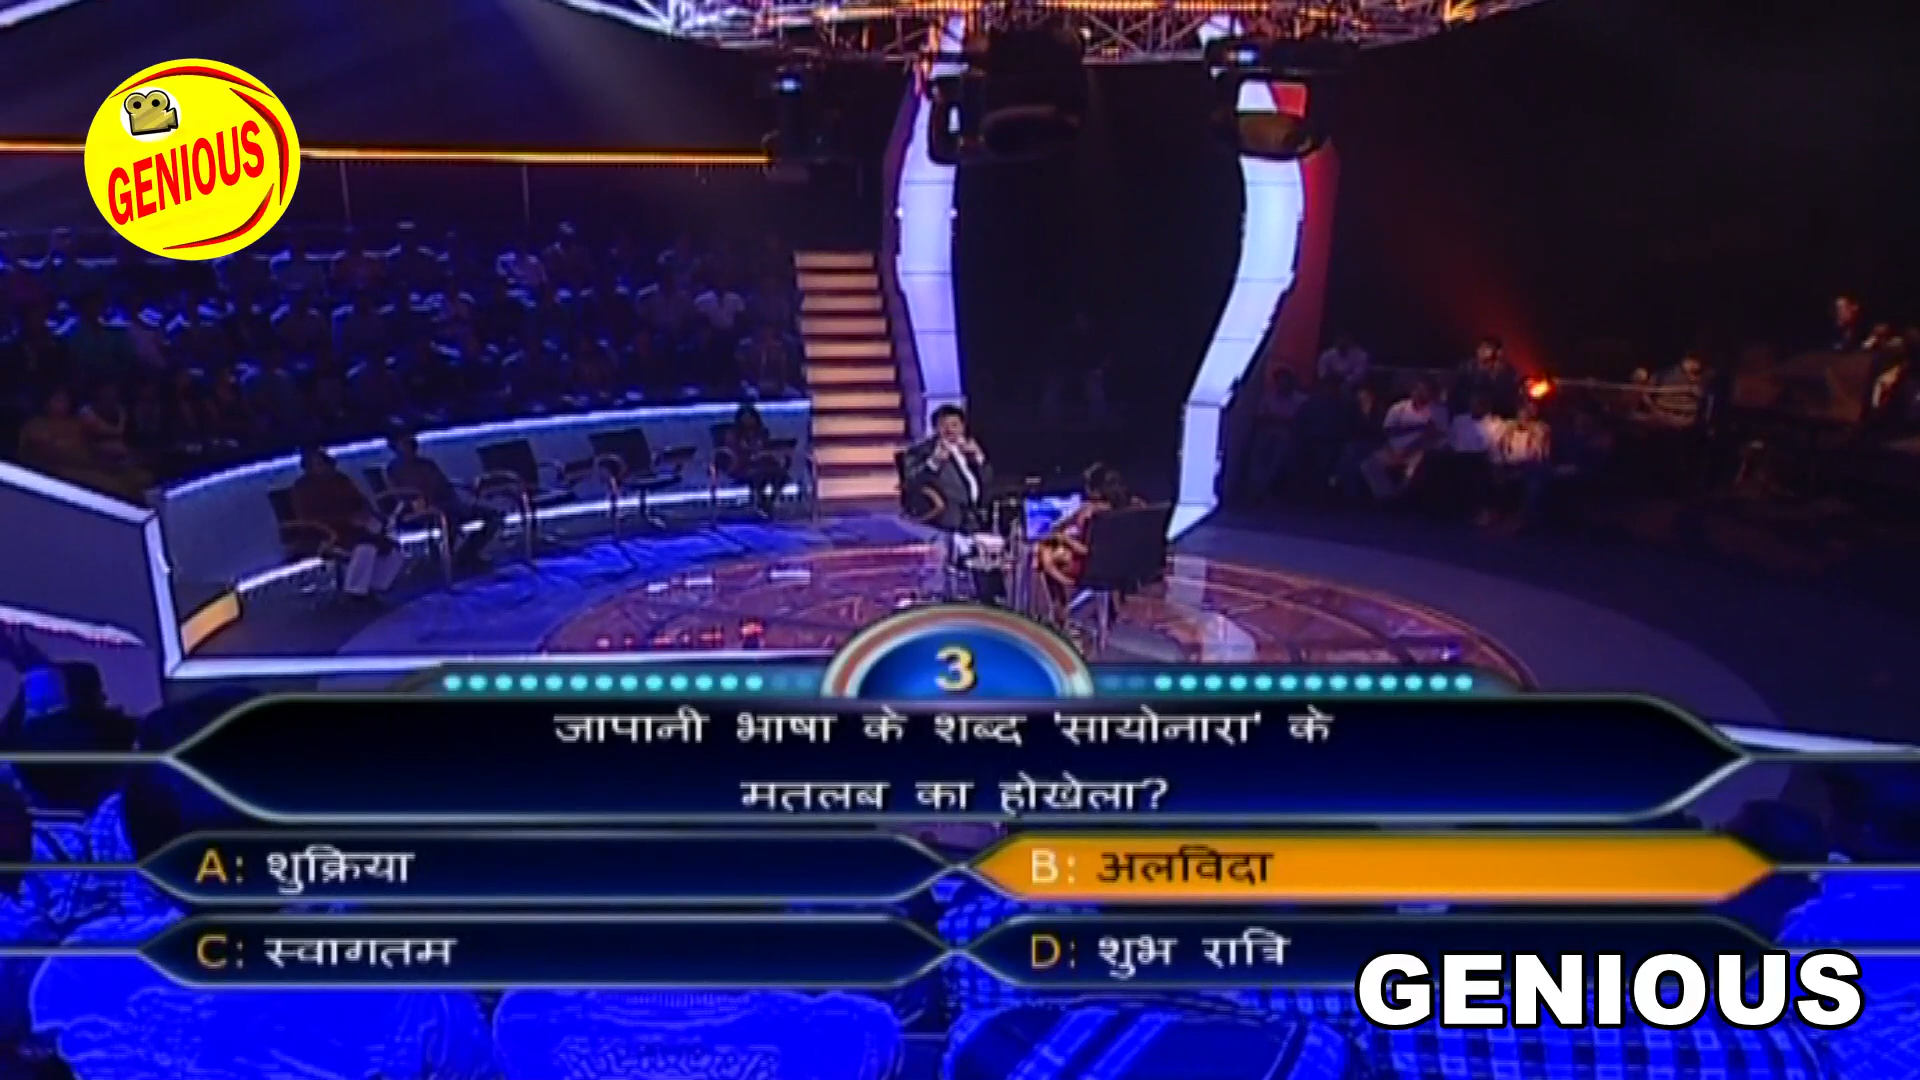 GENIOUS
3
जापानी भाषा के शब्द 'सायोनारा' के
मतलब का होखेला?
A: शुक्रिया
B: अलविदा
C: स्वागतम
D: शुभ रात्रि
GENIOUS